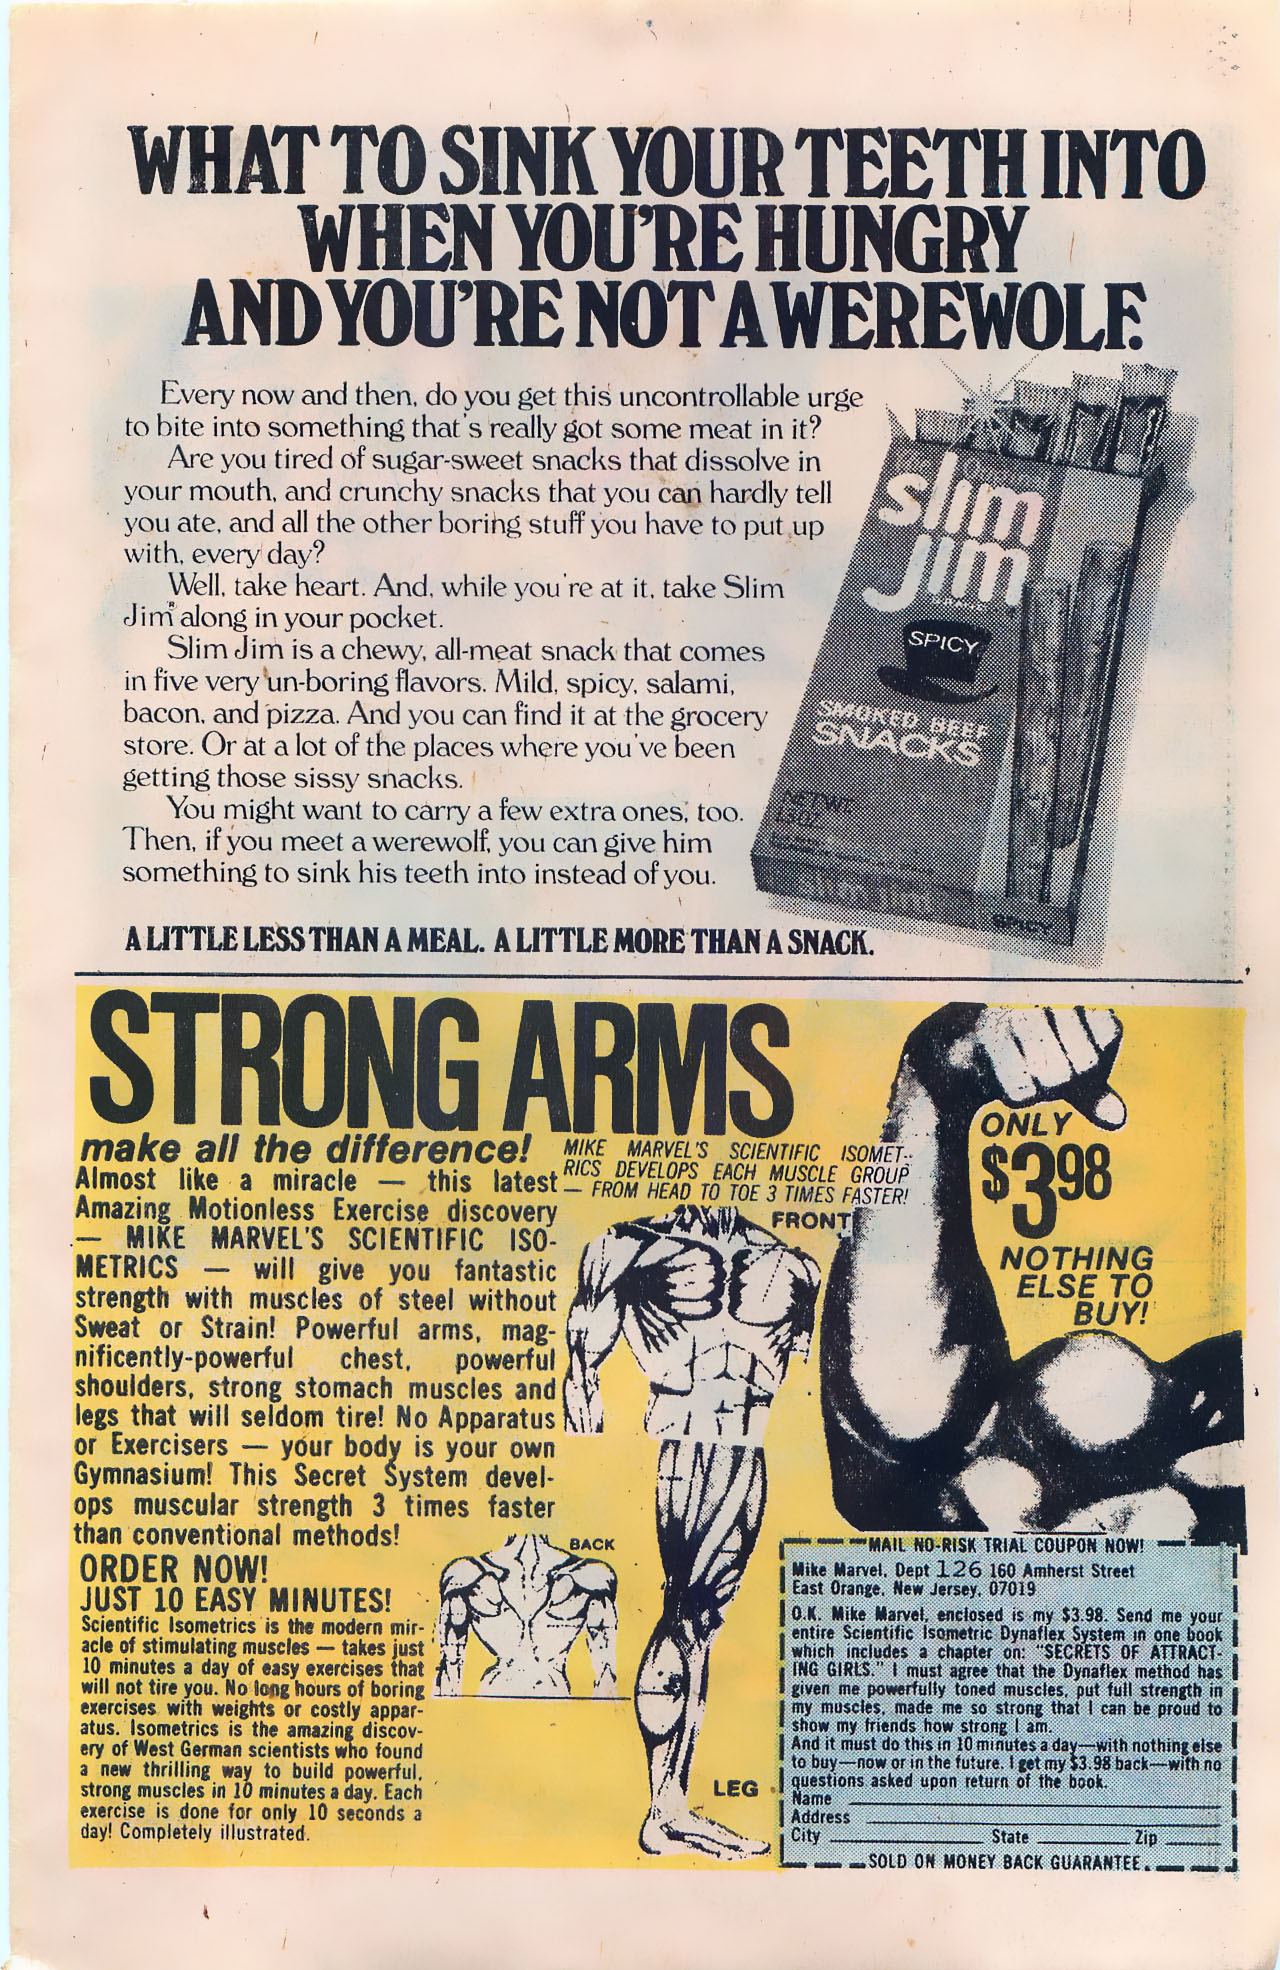 WHAT TO SINK YOUR TEETH INTO
WHEN YOU'RE HUNGRY
AND YOU'RE NOT A WEREWOLF.
Every now and then, do you get this uncontrollable urge
to bite into something that's really got some meat in it?
Are you tired of sugar-sweet snacks that dissolve in
your mouth, and crunchy snacks that you can hardly tell
you ate, and all the other boring stuff you have to put up
with, every day?
Well, take heart. And, while you're at it, take Slim
Jim® along in your pocket.
Slim Jim is a chewy, all-meat snack that comes
in five very un-boring flavors. Mild, spicy, salami,
bacon, and pizza. And you can find it at the grocery
store. Or at a lot of the places where you've been
getting those sissy snacks.
You might want to carry a few extra ones, too.
Then, if you meet a werewolf, you can give him
something to sink his teeth into instead of you.
A LITTLE LESS THAN A MEAL. A LITTLE MORE THAN A SNACK.
slim
jim
SPICY
SMOKED BEEF
SNACKS
NET WT.
SPICY
STRONG ARMS
make all the difference!
Almost like a miracle — this latest
Amazing Motionless Exercise discovery
— MIKE MARVEL'S SCIENTIFIC ISO-
METRICS — will give you fantastic
strength with muscles of steel without
Sweat or Strain! Powerful arms, mag-
nificently-powerful chest, powerful
shoulders, strong stomach muscles and
legs that will seldom tire! No Apparatus
or Exercisers — your body is your own
Gymnasium! This Secret System devel-
ops muscular strength 3 times faster
than conventional methods!
ORDER NOW!
JUST 10 EASY MINUTES!
Scientific Isometrics is the modern mir-
acle of stimulating muscles — takes just
10 minutes a day of easy exercises that
will not tire you. No long hours of boring
exercises with weights or costly appar-
atus. Isometrics is the amazing discov-
ery of West German scientists who found
a new thrilling way to build powerful,
strong muscles in 10 minutes a day. Each
exercise is done for only 10 seconds a
day! Completely illustrated.
MIKE MARVEL'S SCIENTIFIC ISOMET-
RICS DEVELOPS EACH MUSCLE GROUP
— FROM HEAD TO TOE 3 TIMES FASTER!
FRONT
BACK
LEG
ONLY
$3.98
NOTHING
ELSE TO
BUY!
MAIL NO-RISK TRIAL COUPON NOW!
Mike Marvel, Dept 126 160 Amherst Street
East Orange, New Jersey, 07019
O.K. Mike Marvel, enclosed is my $3.98. Send me your
entire Scientific Isometric Dynaflex System in one book
which includes a chapter on: "SECRETS OF ATTRACT-
ING GIRLS." I must agree that the Dynaflex method has
given me powerfully toned muscles, put full strength in
my muscles, made me so strong that I can be proud to
show my friends how strong I am.
And it must do this in 10 minutes a day—with nothing else
to buy—now or in the future. I get my $3.98 back—with no
questions asked upon return of the book.
Name
Address
City State Zip
SOLD ON MONEY BACK GUARANTEE.